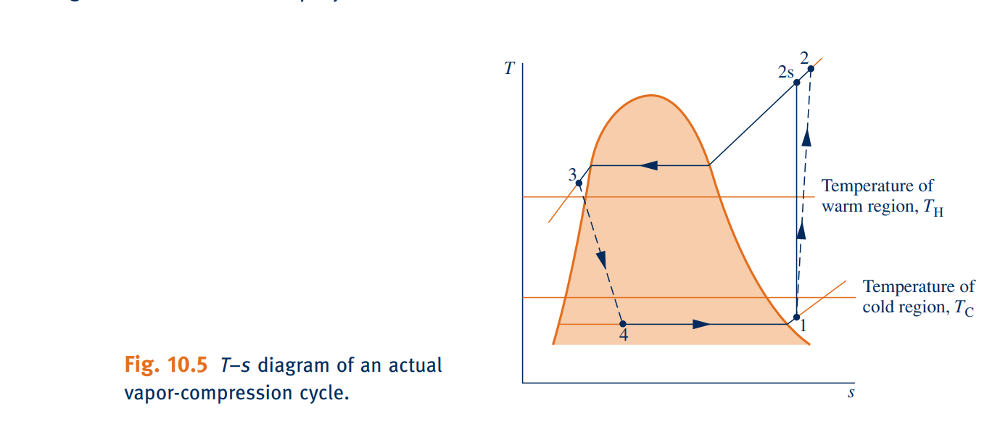 T
2
2s
3
Temperature of
warm region, TH
Temperature of
cold region, TC
1
4
s
Fig. 10.5 T–s diagram of an actual
vapor-compression cycle.